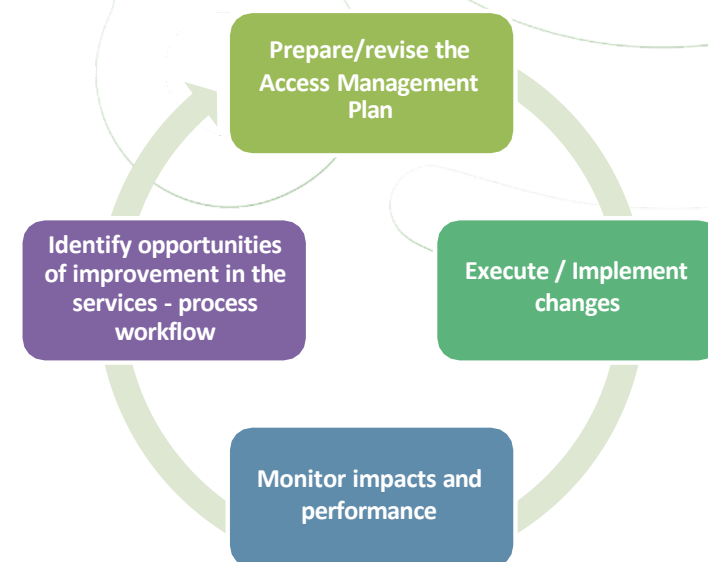 Prepare/revise the
Access Management
Plan
Execute / Implement
changes
Monitor impacts and
performance
Identify opportunities
of improvement in the
services - process
workflow